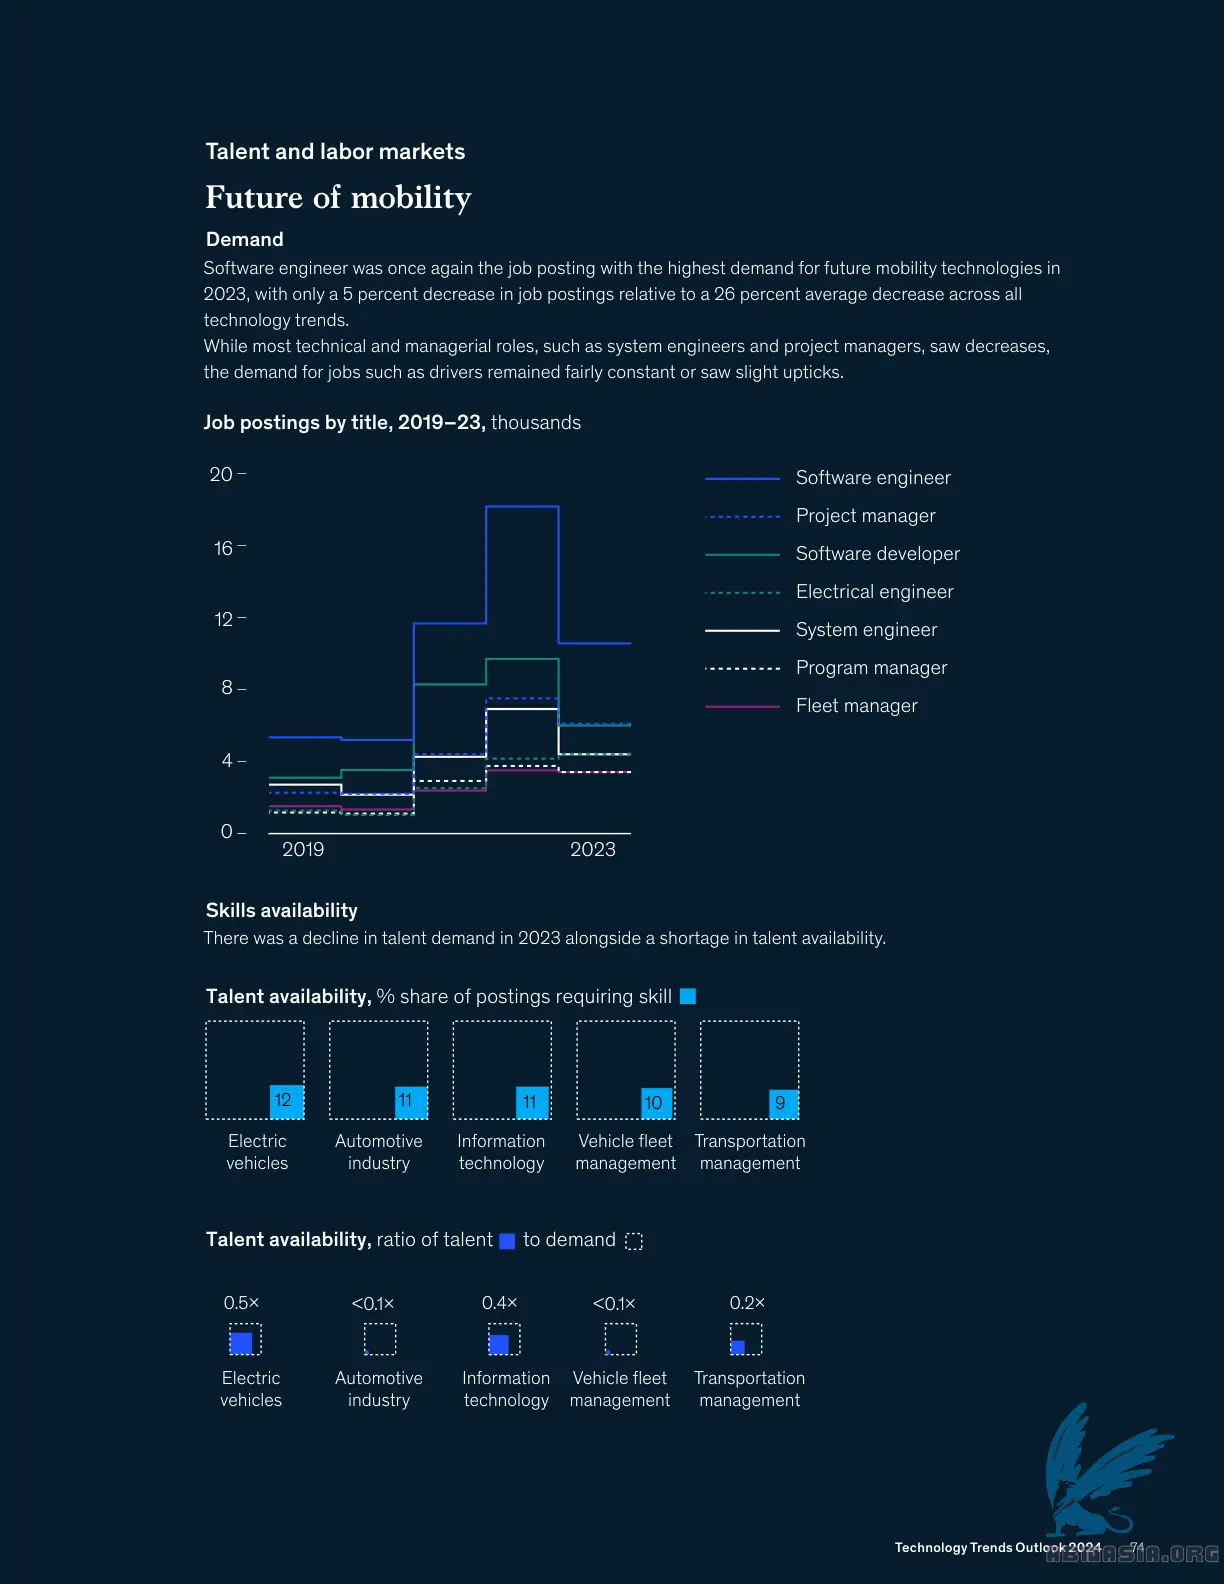 Talent and labor markets
Future of mobility
Demand
Software engineer was once again the job posting with the highest demand for future mobility technologies in
2023, with only a 5 percent decrease in job postings relative to a 26 percent average decrease across all
technology trends.
While most technical and managerial roles, such as system engineers and project managers, saw decreases,
the demand for jobs such as drivers remained fairly constant or saw slight upticks.
Job postings by title, 2019–23, thousands
20
16
12
8
4
0
2019 2023
Software engineer
Project manager
Software developer
Electrical engineer
System engineer
Program manager
Fleet manager
Skills availability
There was a decline in talent demand in 2023 alongside a shortage in talent availability.
Talent availability, % share of postings requiring skill
12 11 11 10 9
Electric Automotive Information Vehicle fleet Transportation
vehicles industry technology management management
Talent availability, ratio of talent to demand
0.5× <0.1× 0.4× <0.1× 0.2×
Electric Automotive Information Vehicle fleet Transportation
vehicles industry technology management management
Technology Trends Outlook 2024 74
ABINASIA.ORG